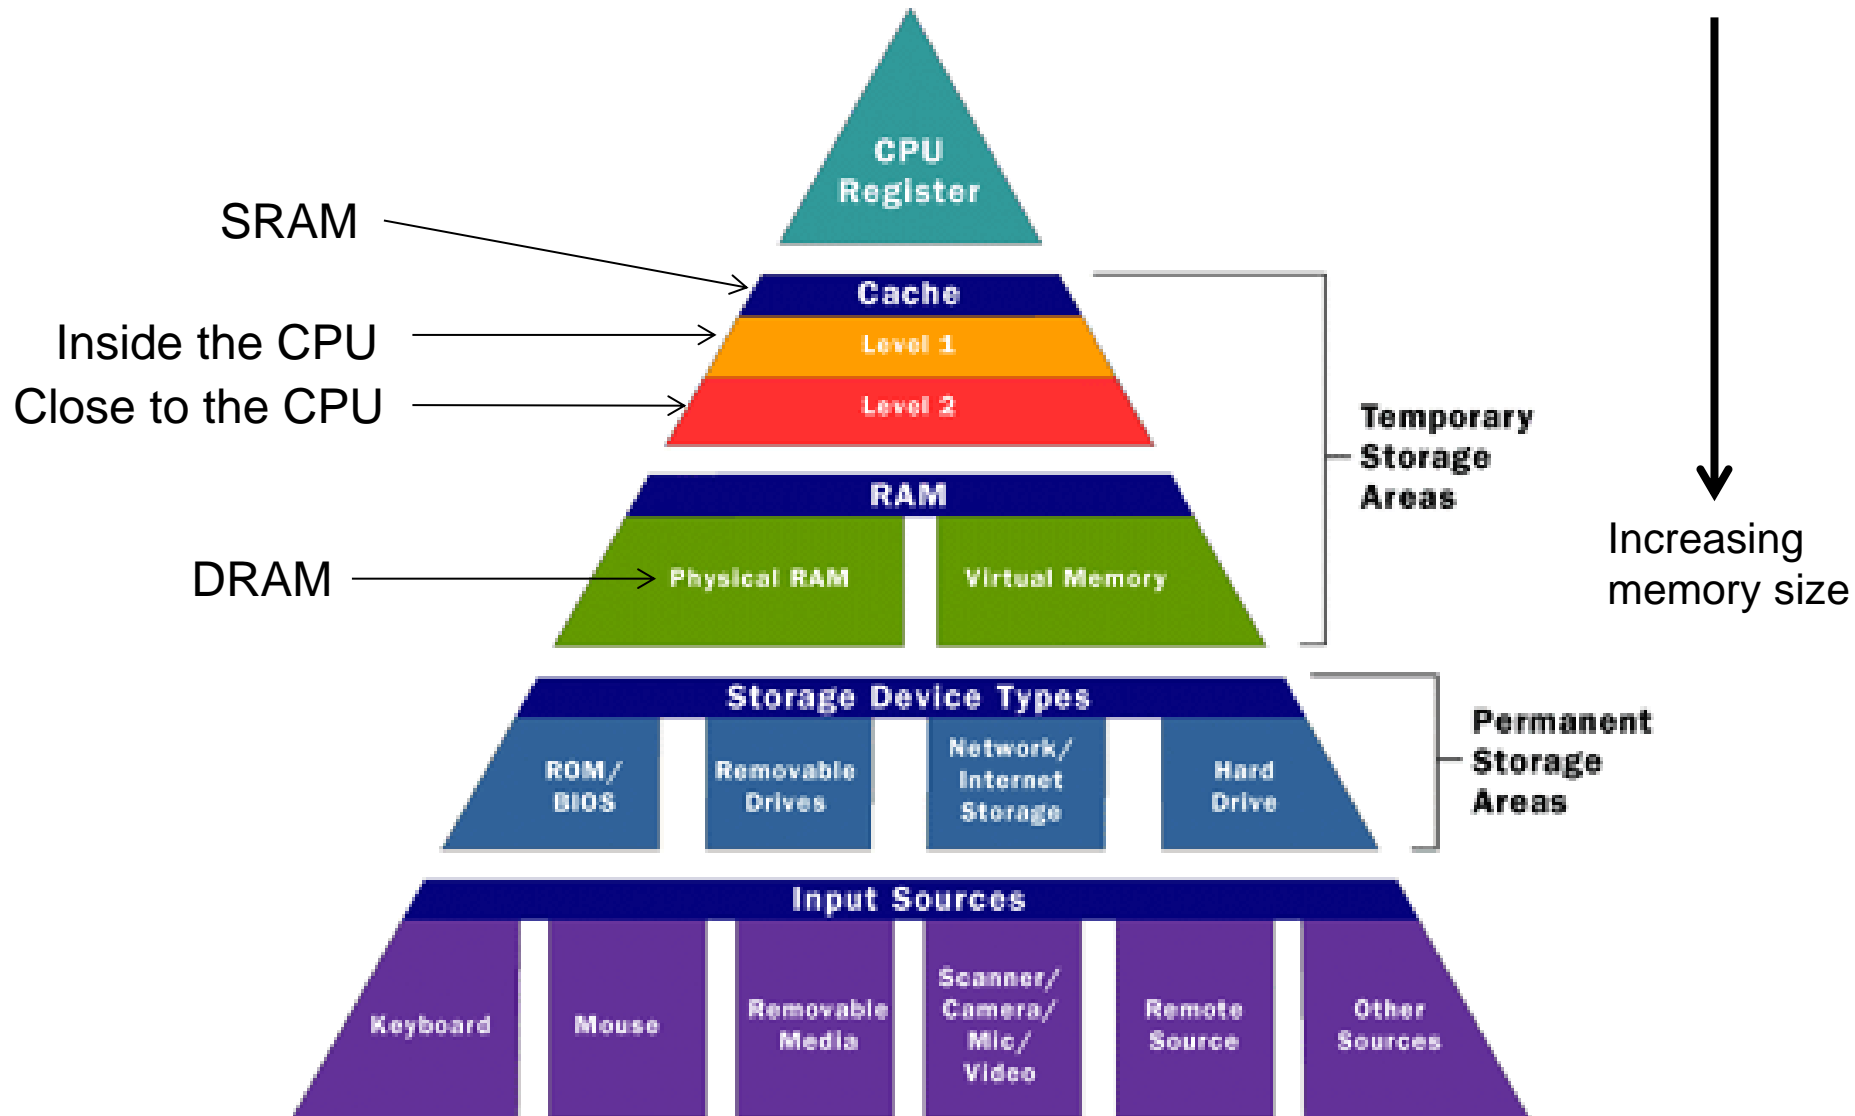 CPU
Register
SRAM
Cache
Inside the CPU
Level 1
Close to the CPU
Level 2
Temporary
Storage
Areas
RAM
Increasing
memory size
DRAM
Physical RAM
Virtual Memory
Storage Device Types
ROM/
BIOS
Removable
Drives
Network/
Internet
Storage
Hard
Drive
Permanent
Storage
Areas
Input Sources
Keyboard
Mouse
Removable
Media
Scanner/
Camera/
Mic/
Video
Remote
Source
Other
Sources